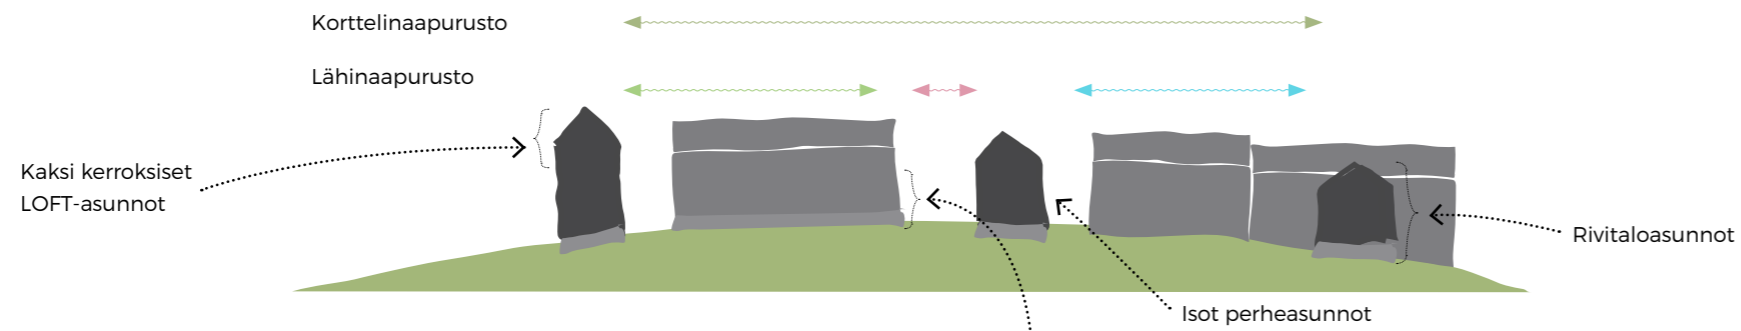 Korttelinaapurusto
Lähinaapurusto
Kaksi kerroksiset
LOFT-asunnot
Rivitaloasunnot
Isot perheasunnot